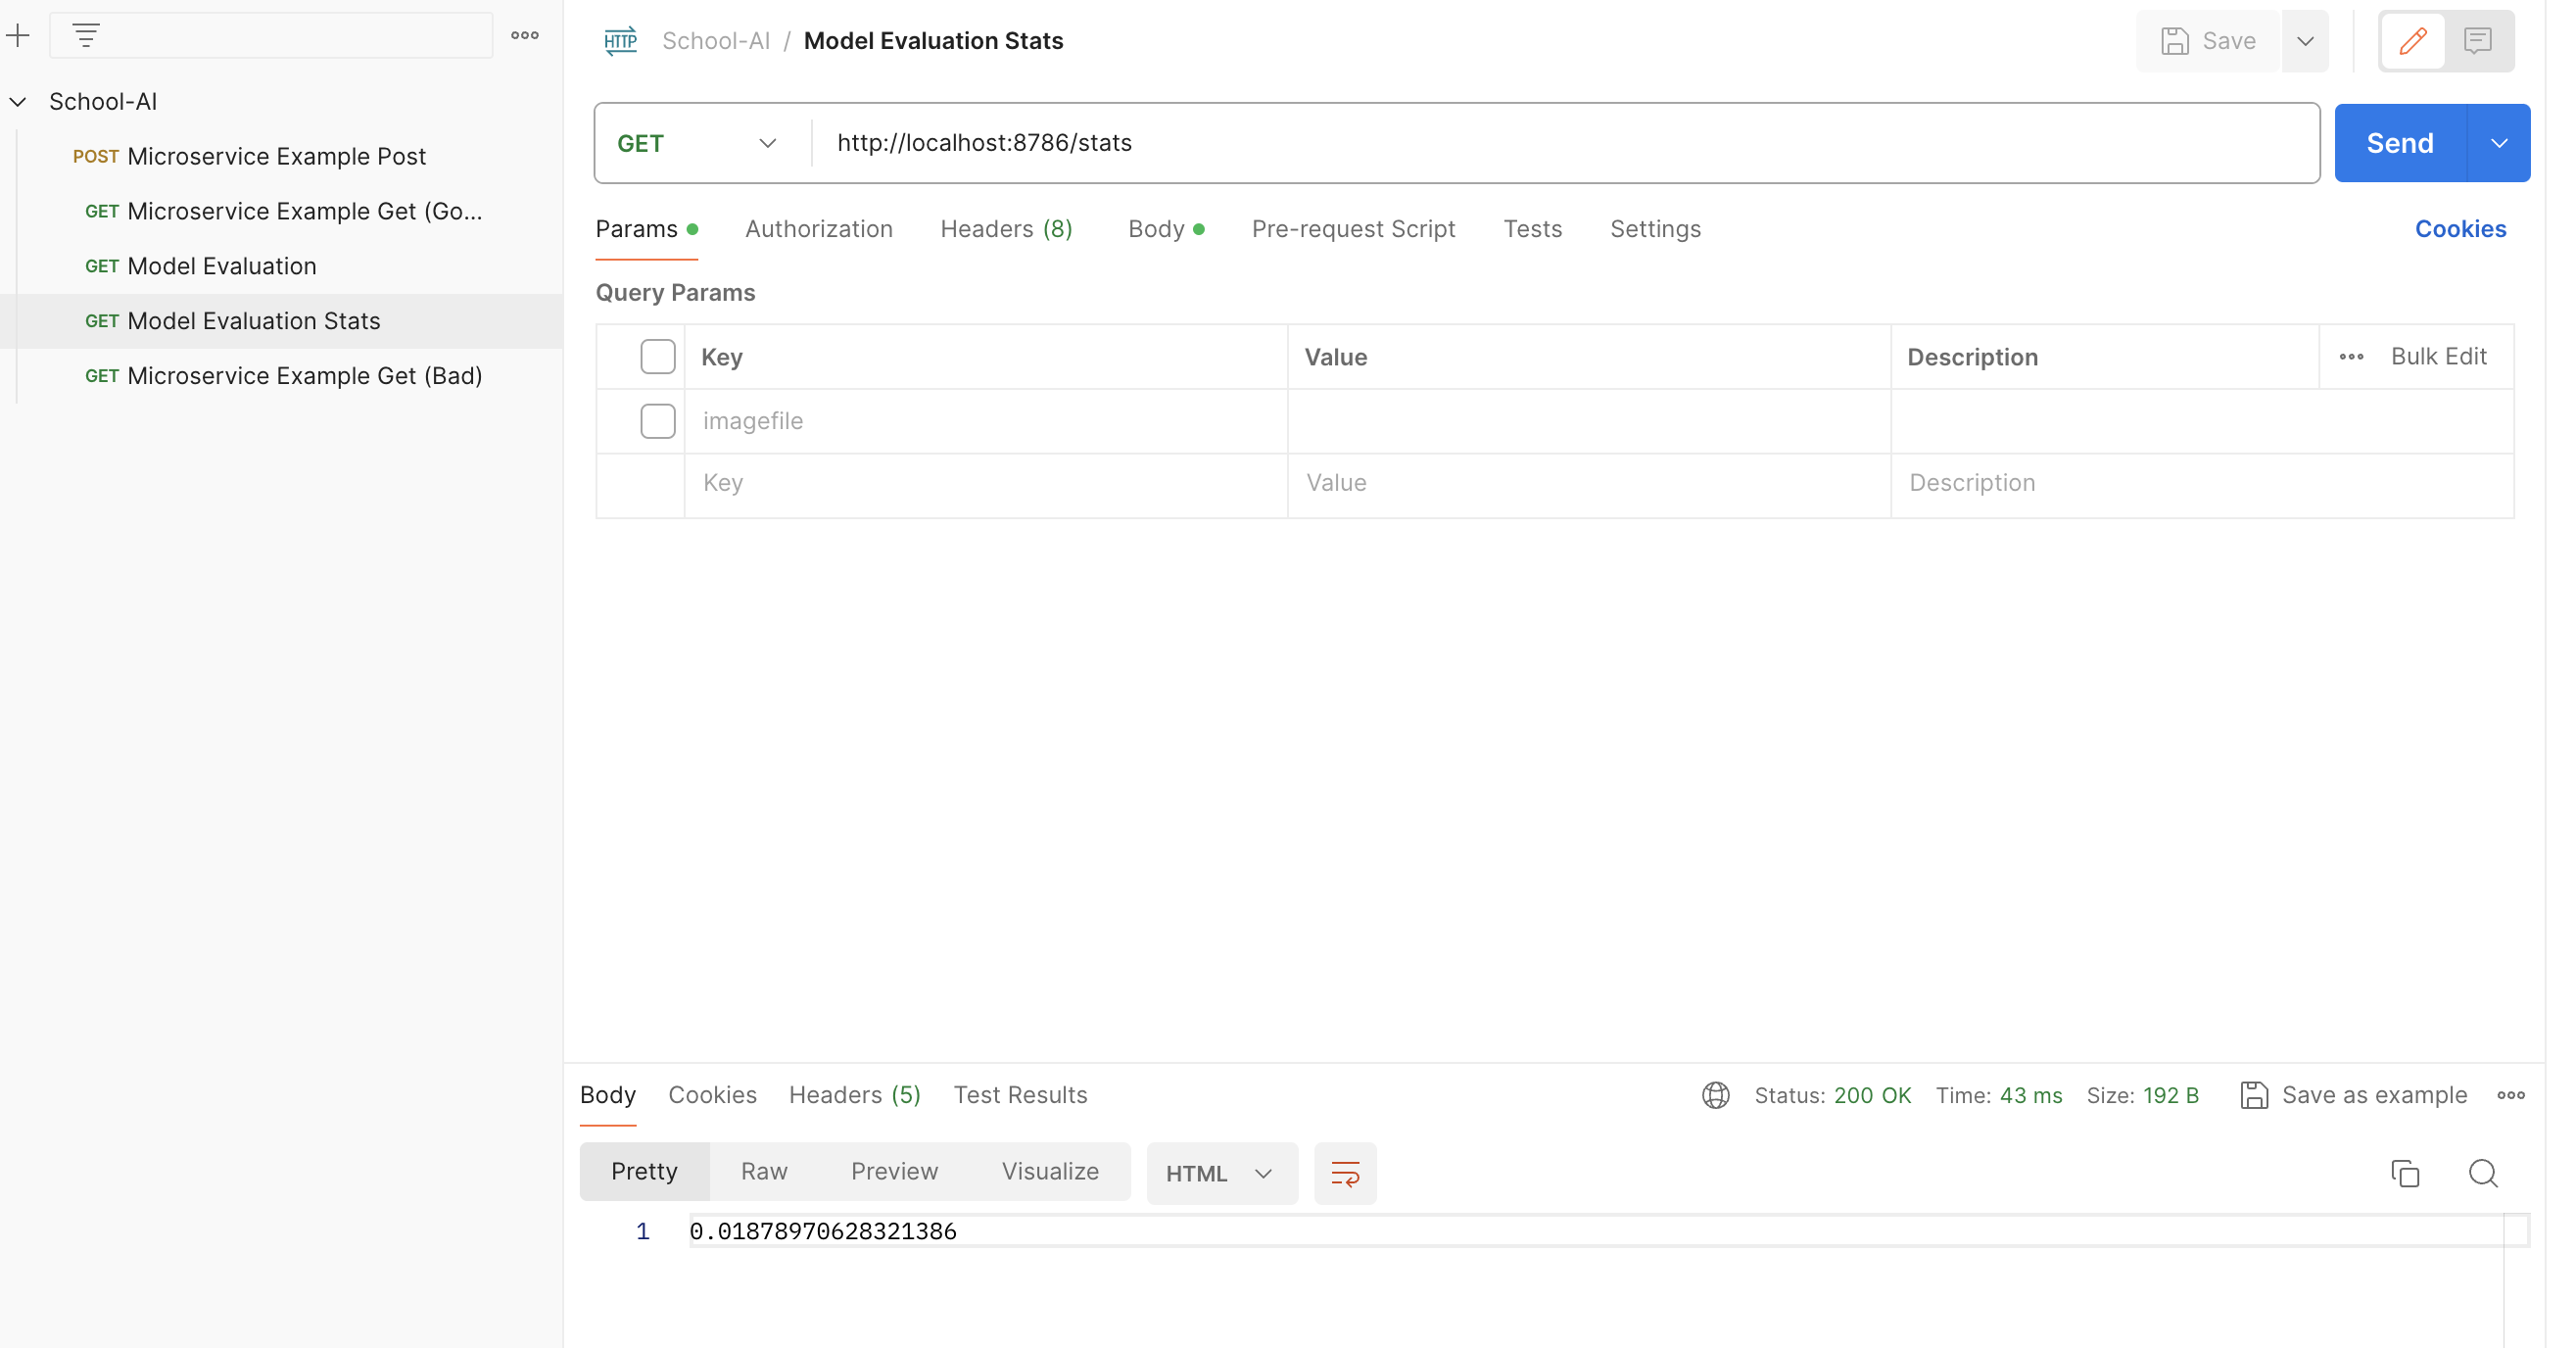 School-AI
POST Microservice Example Post
GET Microservice Example Get (Go...
GET Model Evaluation
GET Model Evaluation Stats
GET Microservice Example Get (Bad)
HTTP School-AI / Model Evaluation Stats
Save
GET http://localhost:8786/stats
Send
Params Authorization Headers (8) Body Pre-request Script Tests Settings Cookies
Query Params
Key Value Description Bulk Edit
imagefile
Key Value Description
Body Cookies Headers (5) Test Results Status: 200 OK Time: 43 ms Size: 192 B Save as example
Pretty Raw Preview Visualize HTML
1 0.01878970628321386